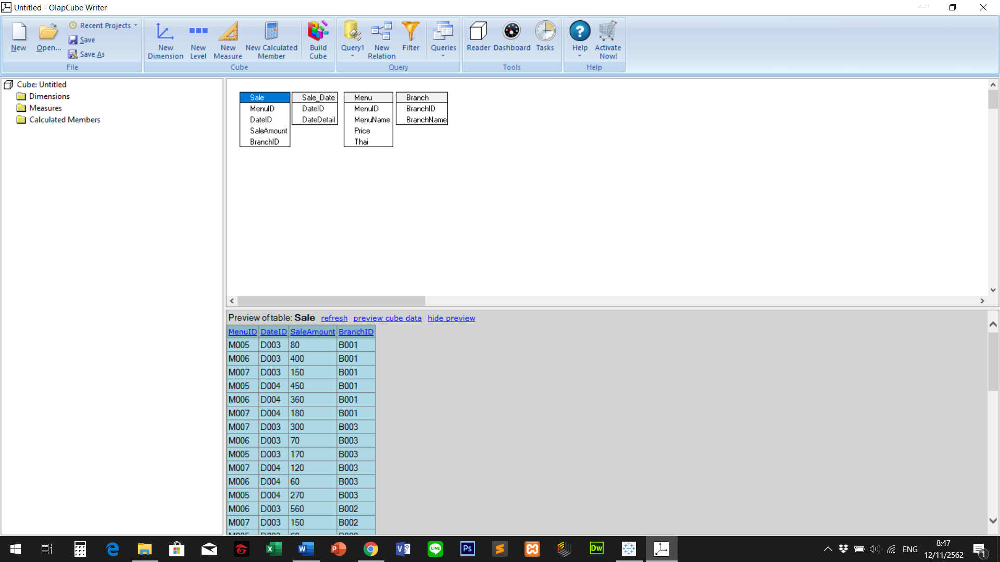 Untitled - OlapCube Writer
New
Open...
Recent Projects
Save
Save As
File
New Dimension
New Level
New Measure
New Calculated Member
Build Cube
Cube
Query1
New Relation
Filter
Queries
Query
Reader
Dashboard
Tasks
Tools
Help
Activate Now!
Help
Cube: Untitled
Dimensions
Measures
Calculated Members
Sale
MenuID
DateID
SaleAmount
BranchID
Sale_Date
DateID
DateDetail
Menu
MenuID
MenuName
Price
Thai
Branch
BranchID
BranchName
Preview of table: Sale refresh preview cube data hide preview
MenuID DateID SaleAmount BranchID
M005 D003 80 B001
M006 D003 400 B001
M007 D003 150 B001
M005 D004 450 B001
M006 D004 360 B001
M007 D004 180 B001
M007 D003 300 B003
M006 D003 70 B003
M005 D003 170 B003
M007 D004 120 B003
M006 D004 60 B003
M005 D004 270 B003
M006 D003 560 B002
M007 D003 150 B002
LINE
Ps
Dw
ENG
8:47
12/11/2562
1